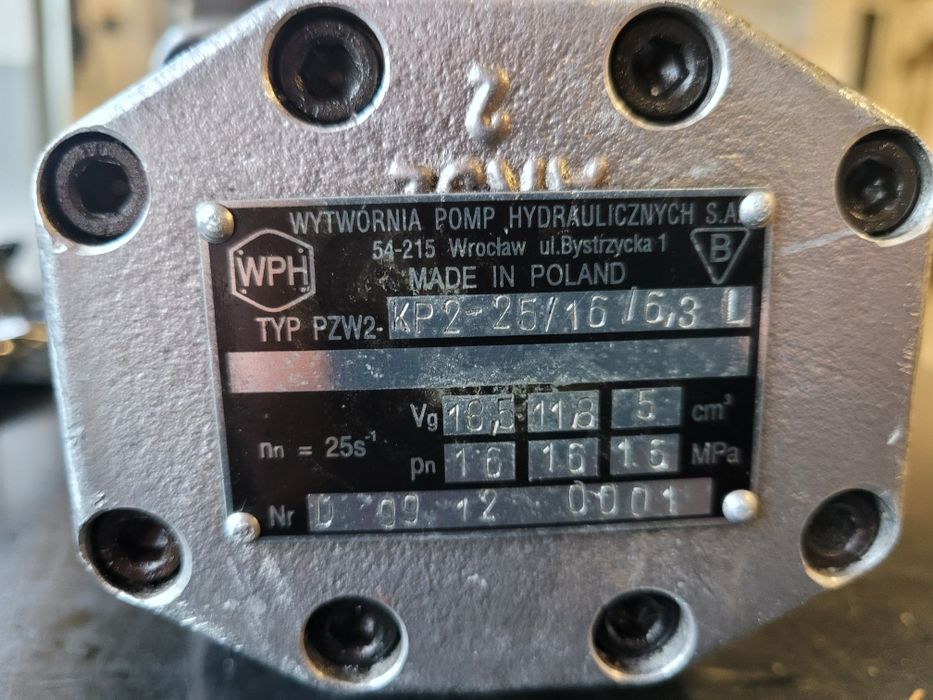 2
WYTWÓRNIA POMP HYDRAULICZNYCH S.A.
54-215 Wrocław ul.Bystrzycka 1
B
WPH
MADE IN POLAND
TYP PZW2- KP2-25/16/6,3 L
Vg 18,5 11,8 5 cm³
nn = 25s⁻¹
pn 16 16 16 MPa
Nr D 09 12 0001